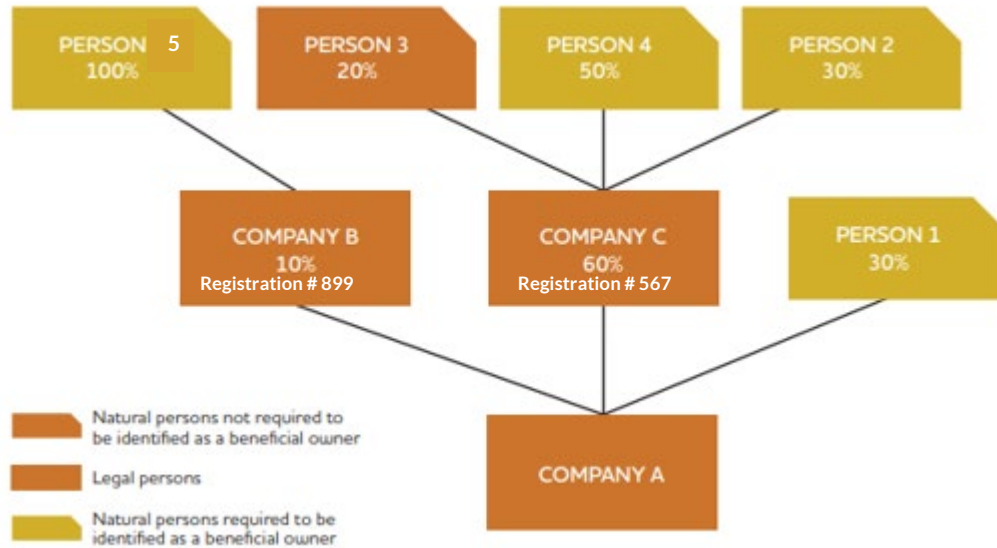 PERSON 5
100%
PERSON 3
20%
PERSON 4
50%
PERSON 2
30%
COMPANY B
10%
Registration # 899
COMPANY C
60%
Registration # 567
PERSON 1
30%
COMPANY A
Natural persons not required to
be identified as a beneficial owner
Legal persons
Natural persons required to be
identified as a beneficial owner